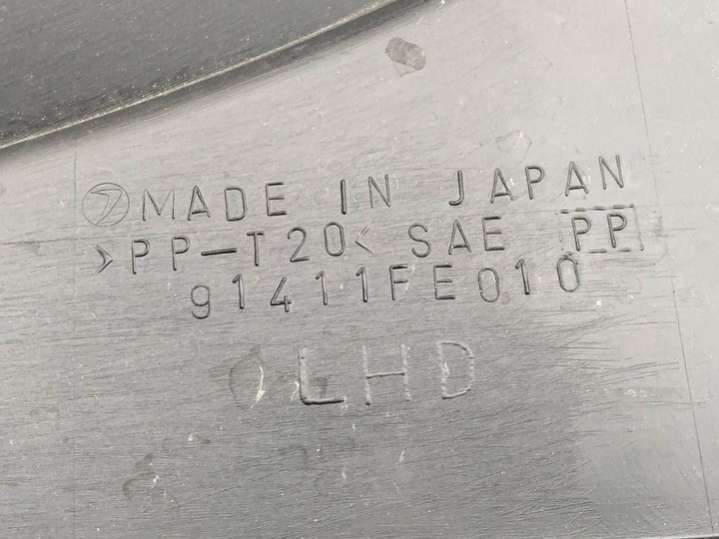 MADE IN JAPAN
>PP-T20< SAE PP
91411FE010
LHD